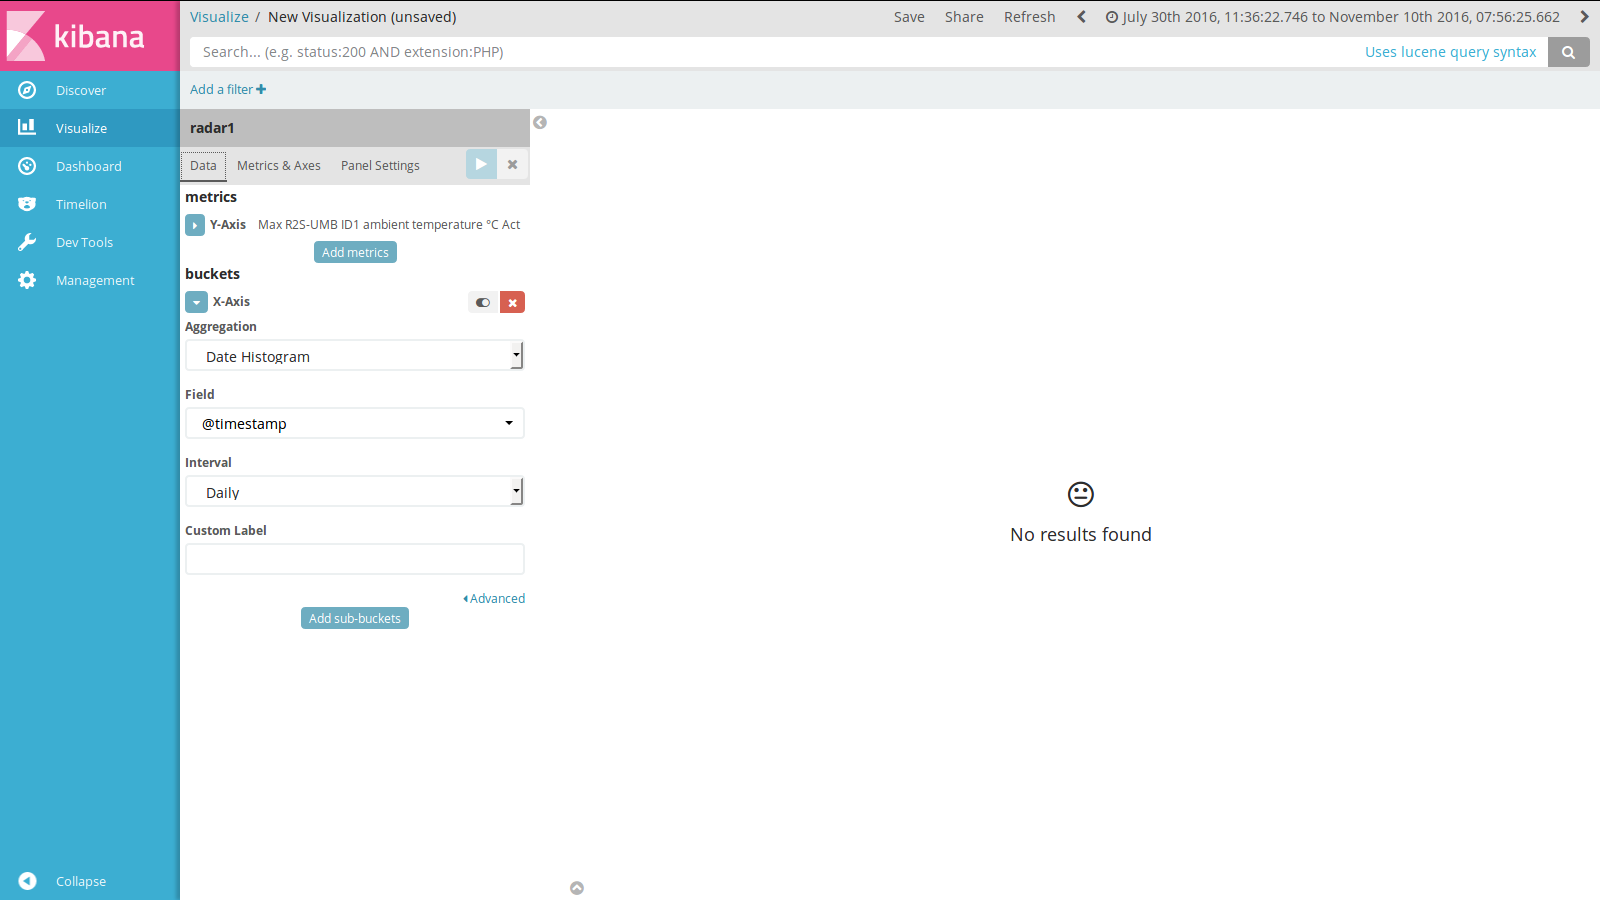 kibana
Visualize / New Visualization (unsaved)
Save Share Refresh July 30th 2016, 11:36:22.746 to November 10th 2016, 07:56:25.662
Search... (e.g. status:200 AND extension:PHP) Uses lucene query syntax
Add a filter
Discover
Visualize
Dashboard
Timelion
Dev Tools
Management
Collapse
radar1
Data Metrics & Axes Panel Settings
metrics
Y-Axis Max R2S-UMB ID1 ambient temperature °C Act
Add metrics
buckets
X-Axis
Aggregation
Date Histogram
Field
@timestamp
Interval
Daily
Custom Label
Advanced
Add sub-buckets
No results found